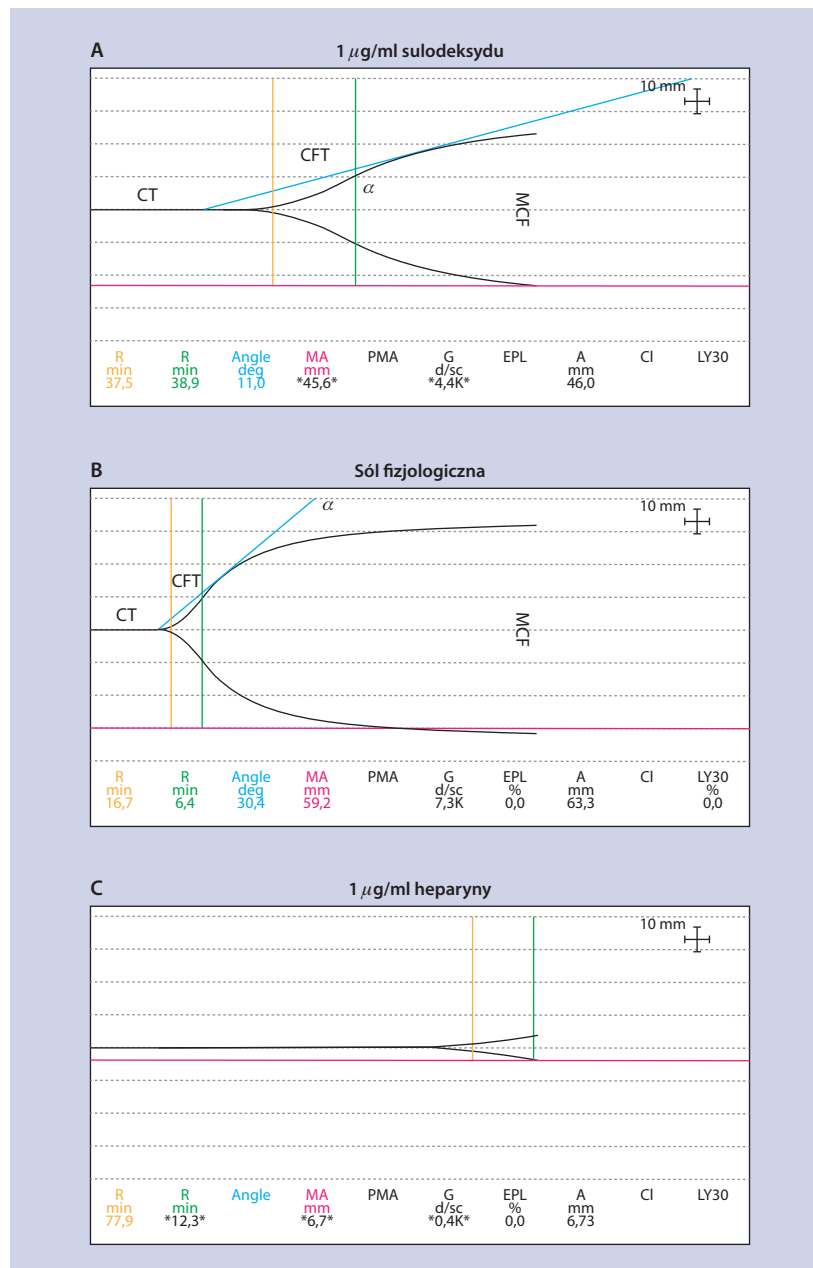 A
1 μg/ml sulodeksydu
10 mm
CFT
CT
α
MCF
R R Angle MA PMA G EPL A Cl LY30
min min deg mm d/sc mm
37,5 38,9 11,0 *45,6* *4,4K* 46,0
B
Sól fizjologiczna
10 mm
α
CFT
CT
MCF
R R Angle MA PMA G EPL A Cl LY30
min min deg mm d/sc % mm %
16,7 6,4 30,4 59,2 7,3K 0,0 63,3 0,0
C
1 μg/ml heparyny
10 mm
R R Angle MA PMA G EPL A Cl LY30
min min mm d/sc % mm
77,9 *12,3* *6,7* *0,4K* 0,0 6,73